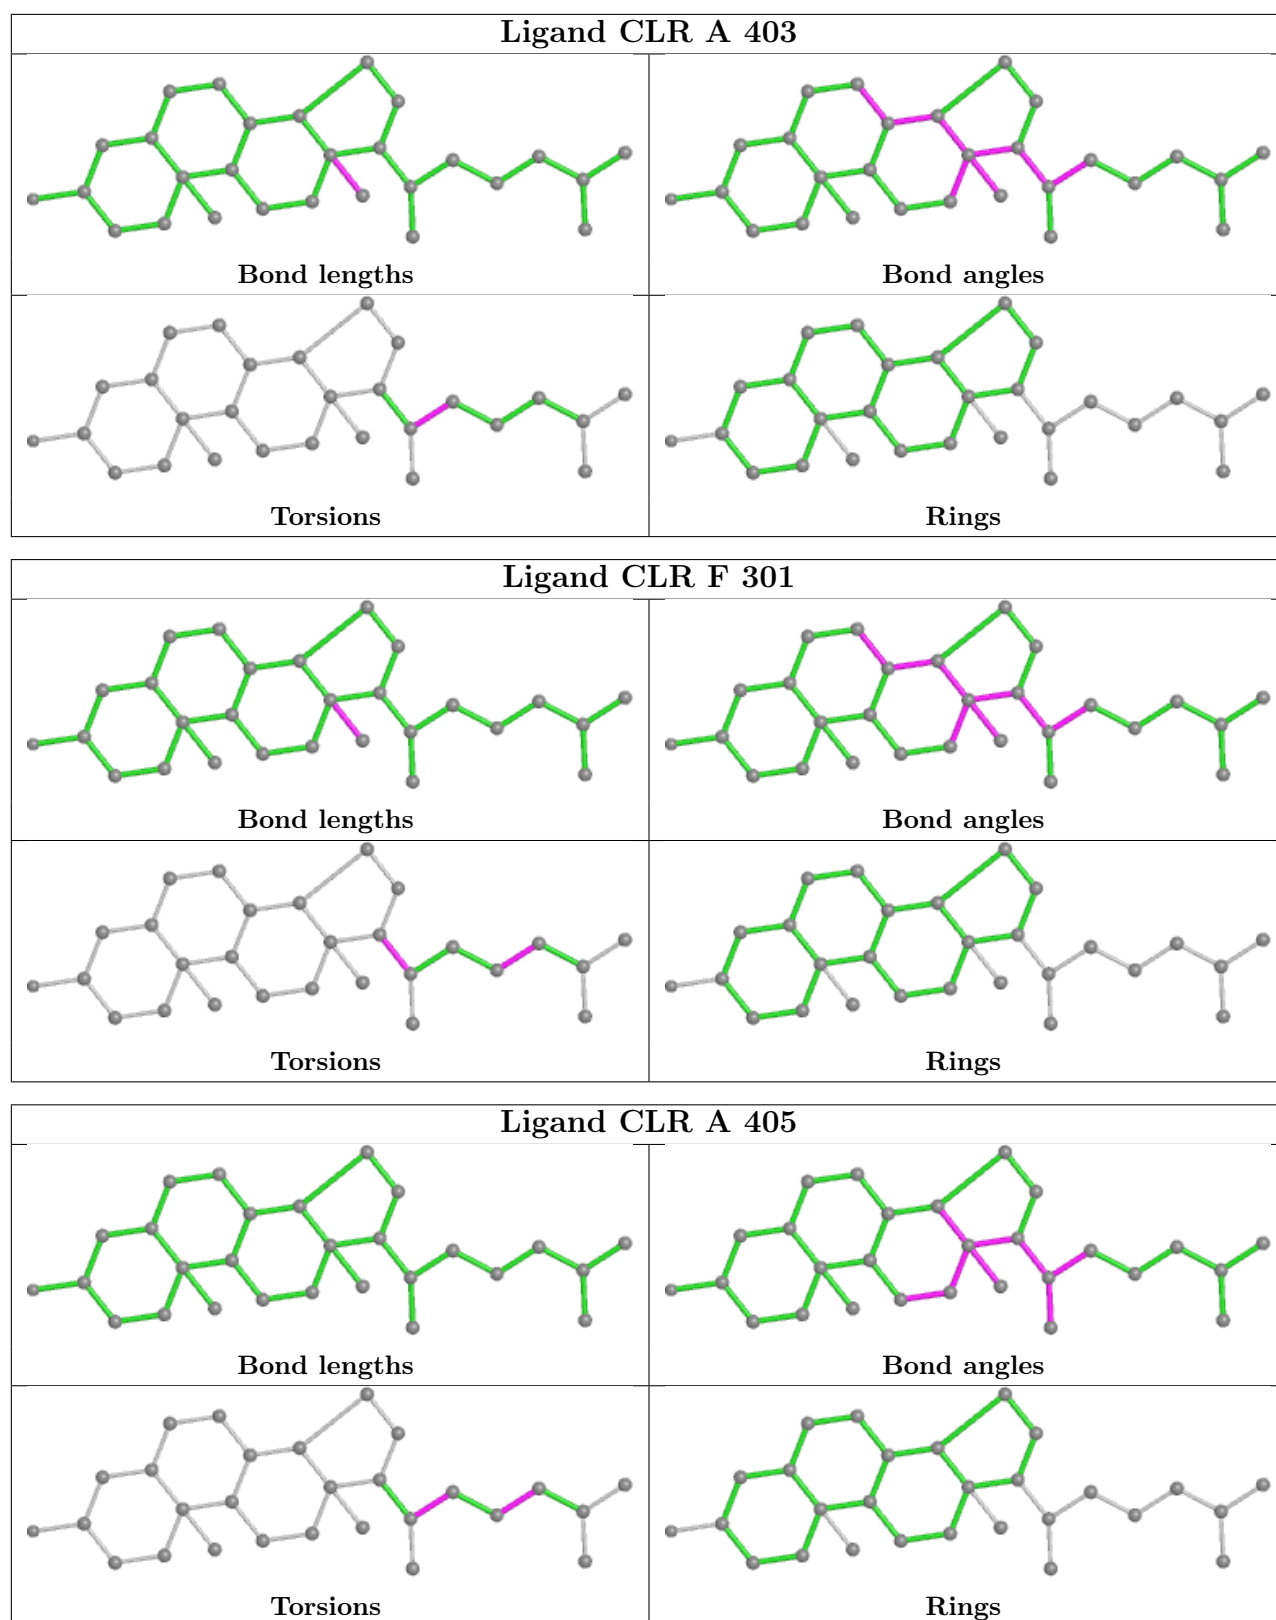 Ligand CLR A 403
Bond lengths
Bond angles
Torsions
Rings
Ligand CLR F 301
Bond lengths
Bond angles
Torsions
Rings
Ligand CLR A 405
Bond lengths
Bond angles
Torsions
Rings